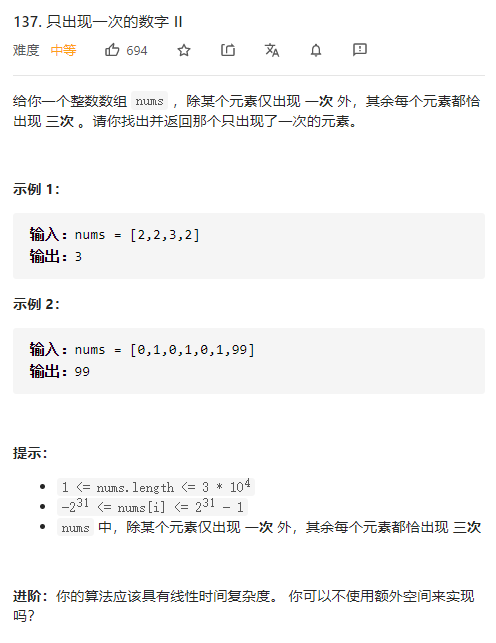 137. 只出现一次的数字 II
难度 中等 694
给你一个整数数组 nums ，除某个元素仅出现 一次 外，其余每个元素都恰
出现 三次 。请你找出并返回那个只出现了一次的元素。
示例 1：
输入：nums = [2,2,3,2]
输出：3
示例 2：
输入：nums = [0,1,0,1,0,1,99]
输出：99
提示：
• 1 <= nums.length <= 3 * 10⁴
• -2³¹ <= nums[i] <= 2³¹ - 1
• nums 中，除某个元素仅出现 一次 外，其余每个元素都恰出现 三次
进阶：你的算法应该具有线性时间复杂度。 你可以不使用额外空间来实现
吗？